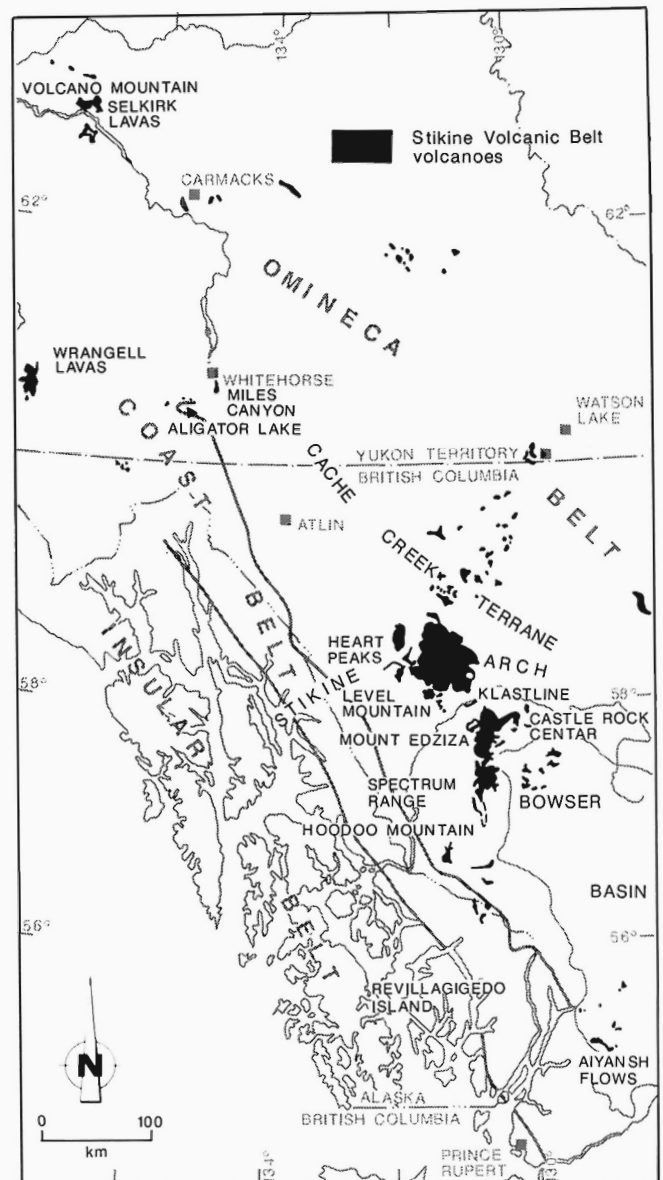 134°
130°
VOLCANO MOUNTAIN
SELKIRK
LAVAS
Stikine Volcanic Belt
volcanoes
CARMACKS
62°
62°
OMINECA
WRANGELL
LAVAS
WHITEHORSE
MILES
CANYON
COAST
ALIGATOR LAKE
WATSON
LAKE
CACHE
YUKON TERRITORY
BRITISH COLUMBIA
BELT
ATLIN
CREEK
TERRANE
BELT
INSULAR
HEART
PEAKS
ARCH
STIKINE
LEVEL
MOUNTAIN
KLASTLINE
58°
58°
MOUNT EDZIZA
CASTLE ROCK
CENTAR
SPECTRUM
RANGE
BOWSER
HOODOO MOUNTAIN
BASIN
BELT
56°
56°
REVILLAGIGEDO
ISLAND
N
AIYANSH
FLOWS
ALASKA
BRITISH COLUMBIA
0 100
km
PRINCE
RUPERT
134°
130°